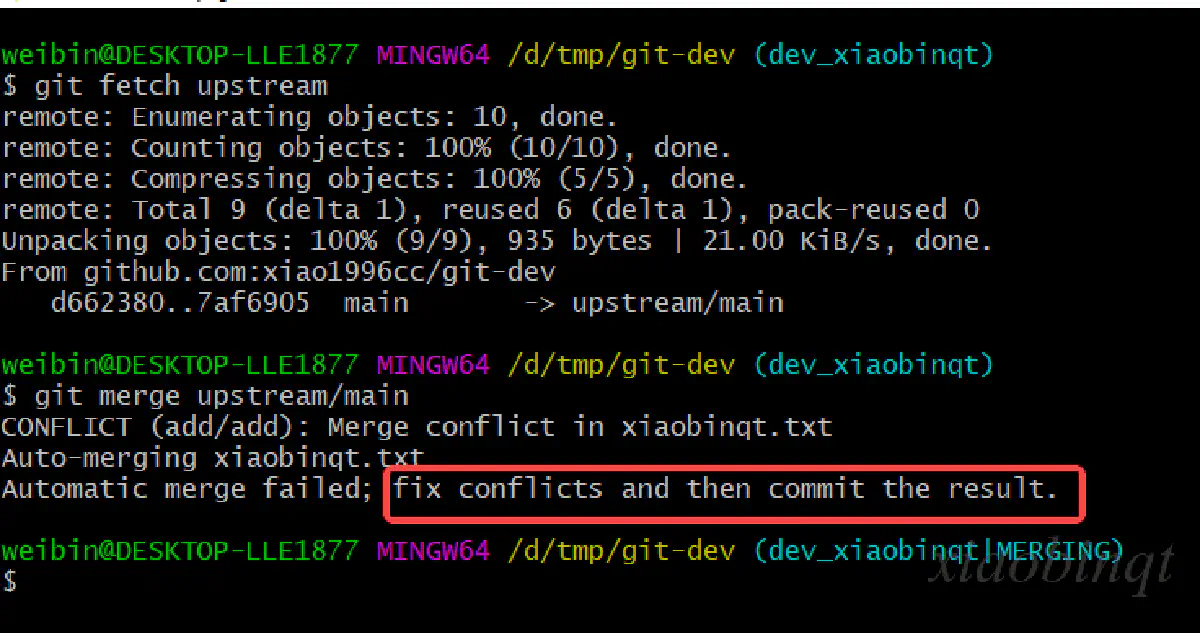 weibin@DESKTOP-LLE1877 MINGW64 /d/tmp/git-dev (dev_xiaobinqt)
$ git fetch upstream
remote: Enumerating objects: 10, done.
remote: Counting objects: 100% (10/10), done.
remote: Compressing objects: 100% (5/5), done.
remote: Total 9 (delta 1), reused 6 (delta 1), pack-reused 0
Unpacking objects: 100% (9/9), 935 bytes | 21.00 KiB/s, done.
From github.com:xiao1996cc/git-dev
   d662380..7af6905  main       -> upstream/main
weibin@DESKTOP-LLE1877 MINGW64 /d/tmp/git-dev (dev_xiaobinqt)
$ git merge upstream/main
CONFLICT (add/add): Merge conflict in xiaobinqt.txt
Auto-merging xiaobinqt.txt
Automatic merge failed; fix conflicts and then commit the result.
weibin@DESKTOP-LLE1877 MINGW64 /d/tmp/git-dev (dev_xiaobinqt|MERGING)
$
xiaobinqt